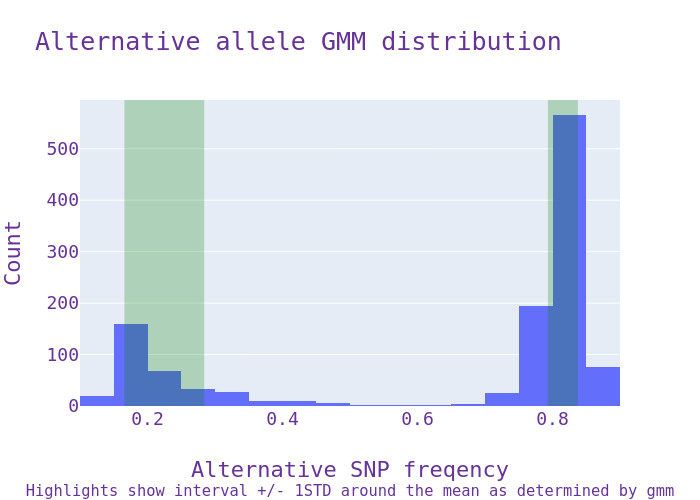 Alternative allele GMM distribution
500
400
300
200
100
0
Count
0.2
0.4
0.6
0.8
Alternative SNP freqency
Highlights show interval +/- 1STD around the mean as determined by gmm